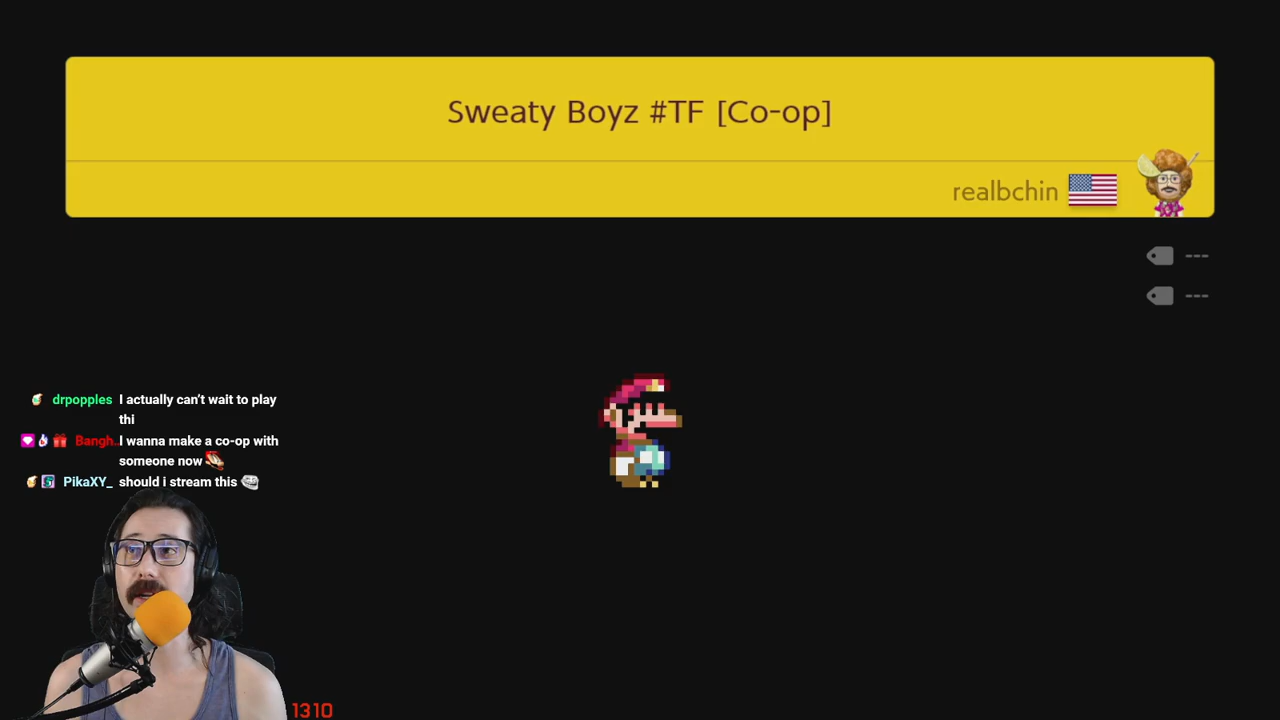 Sweaty Boyz #TF [Co-op]
realbchin
---
---
drpopples I actually can't wait to play
thi
Bangh.. I wanna make a co-op with
someone now
PikaXY_ should i stream this
1310